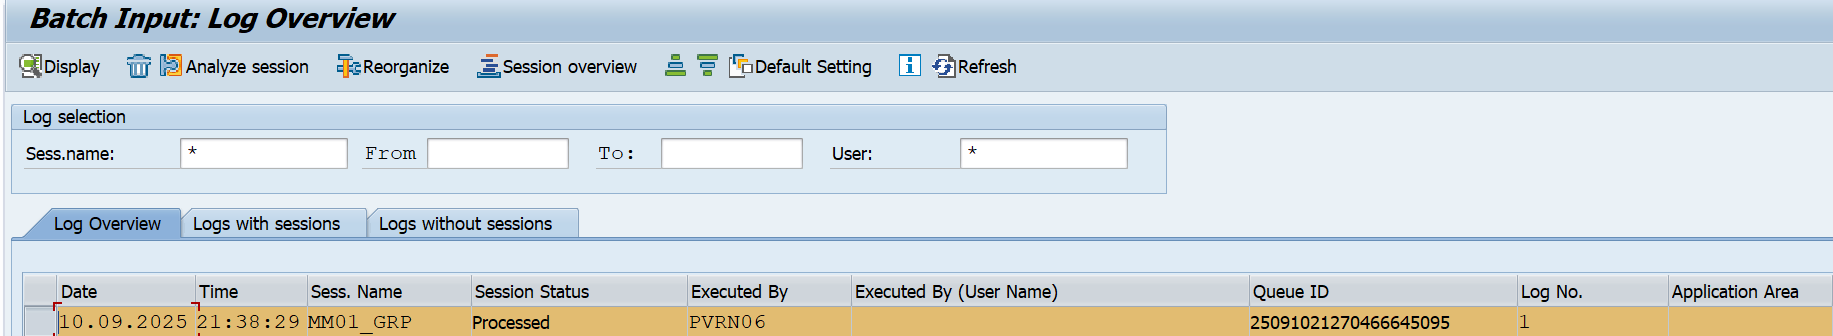 Batch Input: Log Overview
Display Analyze session Reorganize Session overview Default Setting Refresh
Log selection
Sess.name: * From To: User: *
Log Overview Logs with sessions Logs without sessions
Date Time Sess. Name Session Status Executed By Executed By (User Name) Queue ID Log No. Application Area
10.09.2025 21:38:29 MM01_GRP Processed PVRN06 25091021270466645095 1